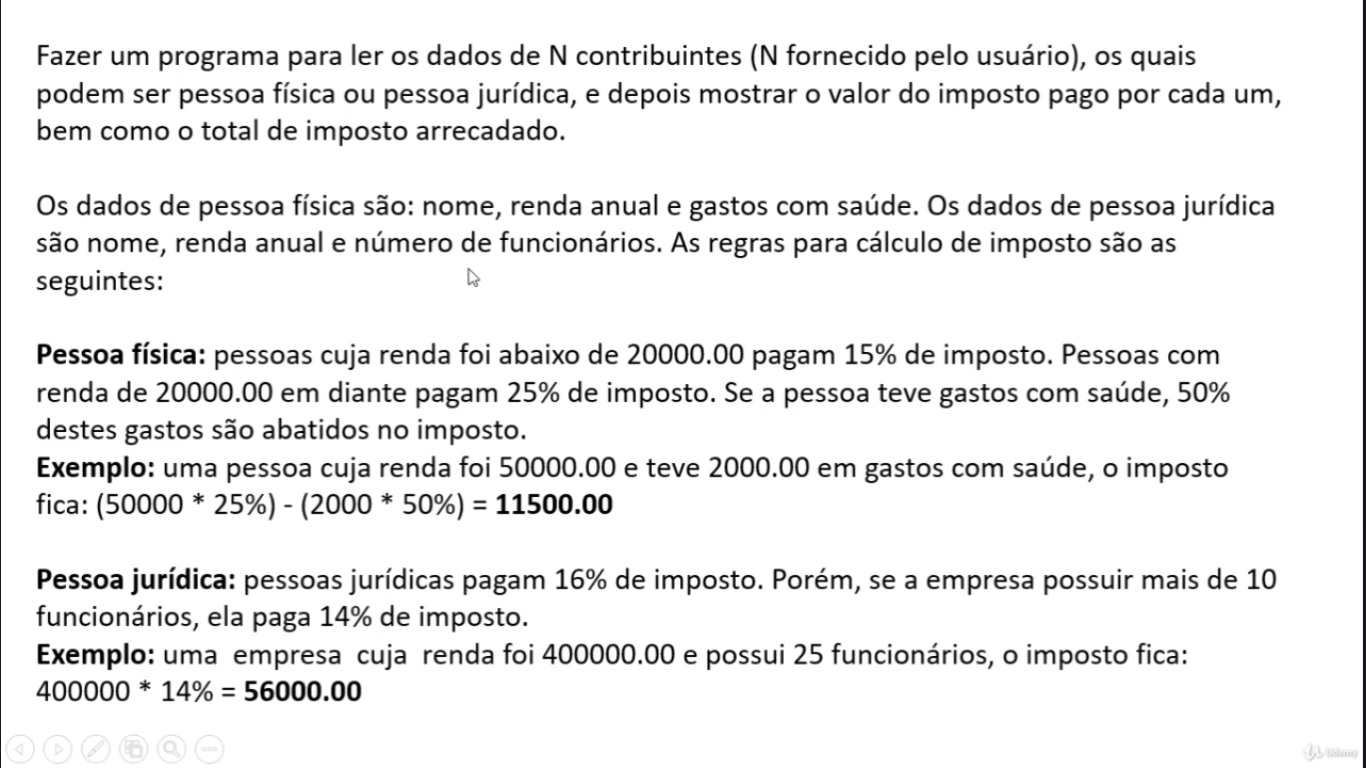 Fazer um programa para ler os dados de N contribuintes (N fornecido pelo usuário), os quais
podem ser pessoa física ou pessoa jurídica, e depois mostrar o valor do imposto pago por cada um,
bem como o total de imposto arrecadado.
Os dados de pessoa física são: nome, renda anual e gastos com saúde. Os dados de pessoa jurídica
são nome, renda anual e número de funcionários. As regras para cálculo de imposto são as
seguintes:
Pessoa física: pessoas cuja renda foi abaixo de 20000.00 pagam 15% de imposto. Pessoas com
renda de 20000.00 em diante pagam 25% de imposto. Se a pessoa teve gastos com saúde, 50%
destes gastos são abatidos no imposto.
Exemplo: uma pessoa cuja renda foi 50000.00 e teve 2000.00 em gastos com saúde, o imposto
fica: (50000 * 25%) - (2000 * 50%) = 11500.00
Pessoa jurídica: pessoas jurídicas pagam 16% de imposto. Porém, se a empresa possuir mais de 10
funcionários, ela paga 14% de imposto.
Exemplo: uma empresa cuja renda foi 400000.00 e possui 25 funcionários, o imposto fica:
400000 * 14% = 56000.00
Udemy